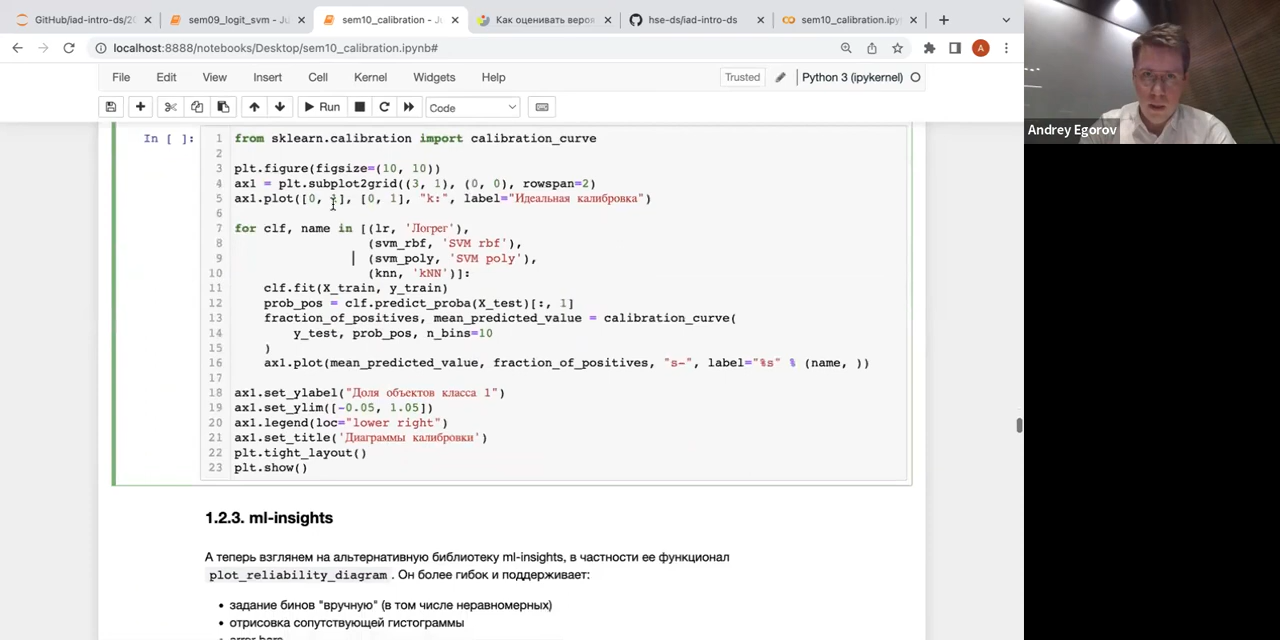 GitHub/iad-intro-ds/20
sem09_logit_svm - Ju
sem10_calibration - J
Как оценивать вероя
hse-ds/iad-intro-ds
sem10_calibration.ipy
localhost:8888/notebooks/Desktop/sem10_calibration.ipynb#
A
File Edit View Insert Cell Kernel Widgets Help
Trusted
Python 3 (ipykernel)
Run
Code
Andrey Egorov
In [ ]:
1 from sklearn.calibration import calibration_curve
2
3 plt.figure(figsize=(10, 10))
4 ax1 = plt.subplot2grid((3, 1), (0, 0), rowspan=2)
5 ax1.plot([0, 1], [0, 1], "k:", label="Идеальная калибровка")
6
7 for clf, name in [(lr, 'Логрег'),
8 (svm_rbf, 'SVM rbf'),
9 (svm_poly, 'SVM poly'),
10 (knn, 'kNN')]:
11 clf.fit(X_train, y_train)
12 prob_pos = clf.predict_proba(X_test)[:, 1]
13 fraction_of_positives, mean_predicted_value = calibration_curve(
14 y_test, prob_pos, n_bins=10
15 )
16 ax1.plot(mean_predicted_value, fraction_of_positives, "s-", label="%s" % (name, ))
17
18 ax1.set_ylabel("Доля объектов класса 1")
19 ax1.set_ylim([-0.05, 1.05])
20 ax1.legend(loc="lower right")
21 ax1.set_title('Диаграммы калибровки')
22 plt.tight_layout()
23 plt.show()
1.2.3. ml-insights
А теперь взглянем на альтернативную библиотеку ml-insights, в частности ее функционал
plot_reliability_diagram . Он более гибок и поддерживает:
• задание бинов "вручную" (в том числе неравномерных)
• отрисовка сопутствующей гистограммы
• error bars